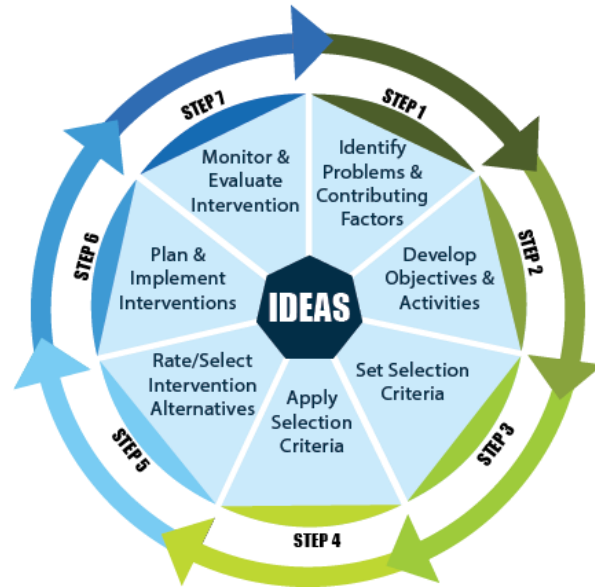 STEP 1
Identify
Problems &
Contributing
Factors
STEP 2
Develop
Objectives &
Activities
STEP 3
Set Selection
Criteria
STEP 4
Apply
Selection
Criteria
STEP 5
Rate/Select
Intervention
Alternatives
STEP 6
Plan &
Implement
Interventions
STEP 7
Monitor &
Evaluate
Intervention
IDEAS